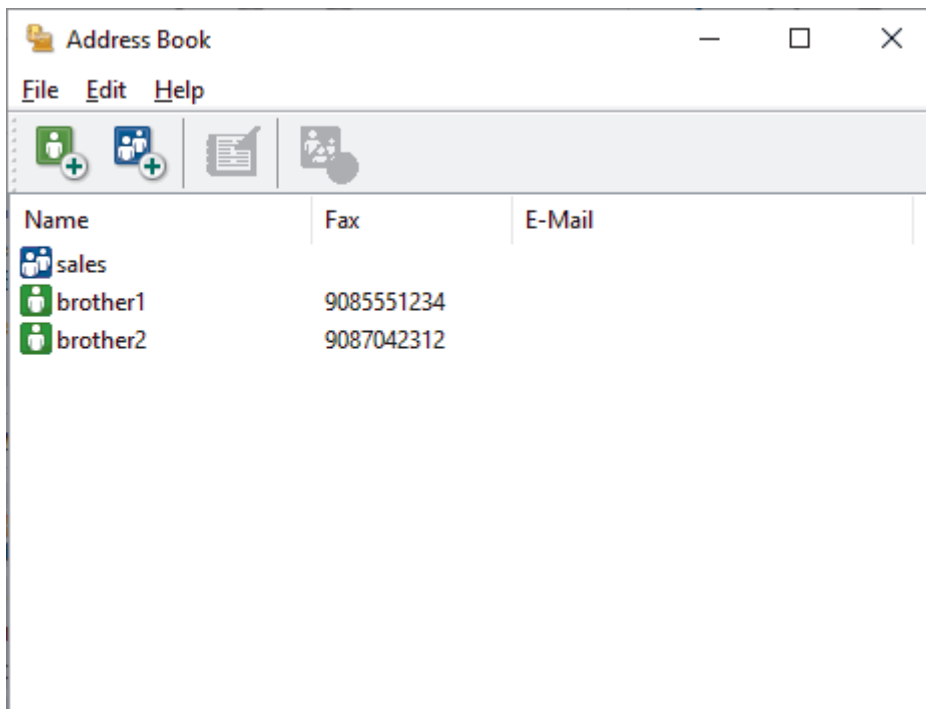 Address Book
File Edit Help
Name Fax E-Mail
sales
brother1 9085551234
brother2 9087042312